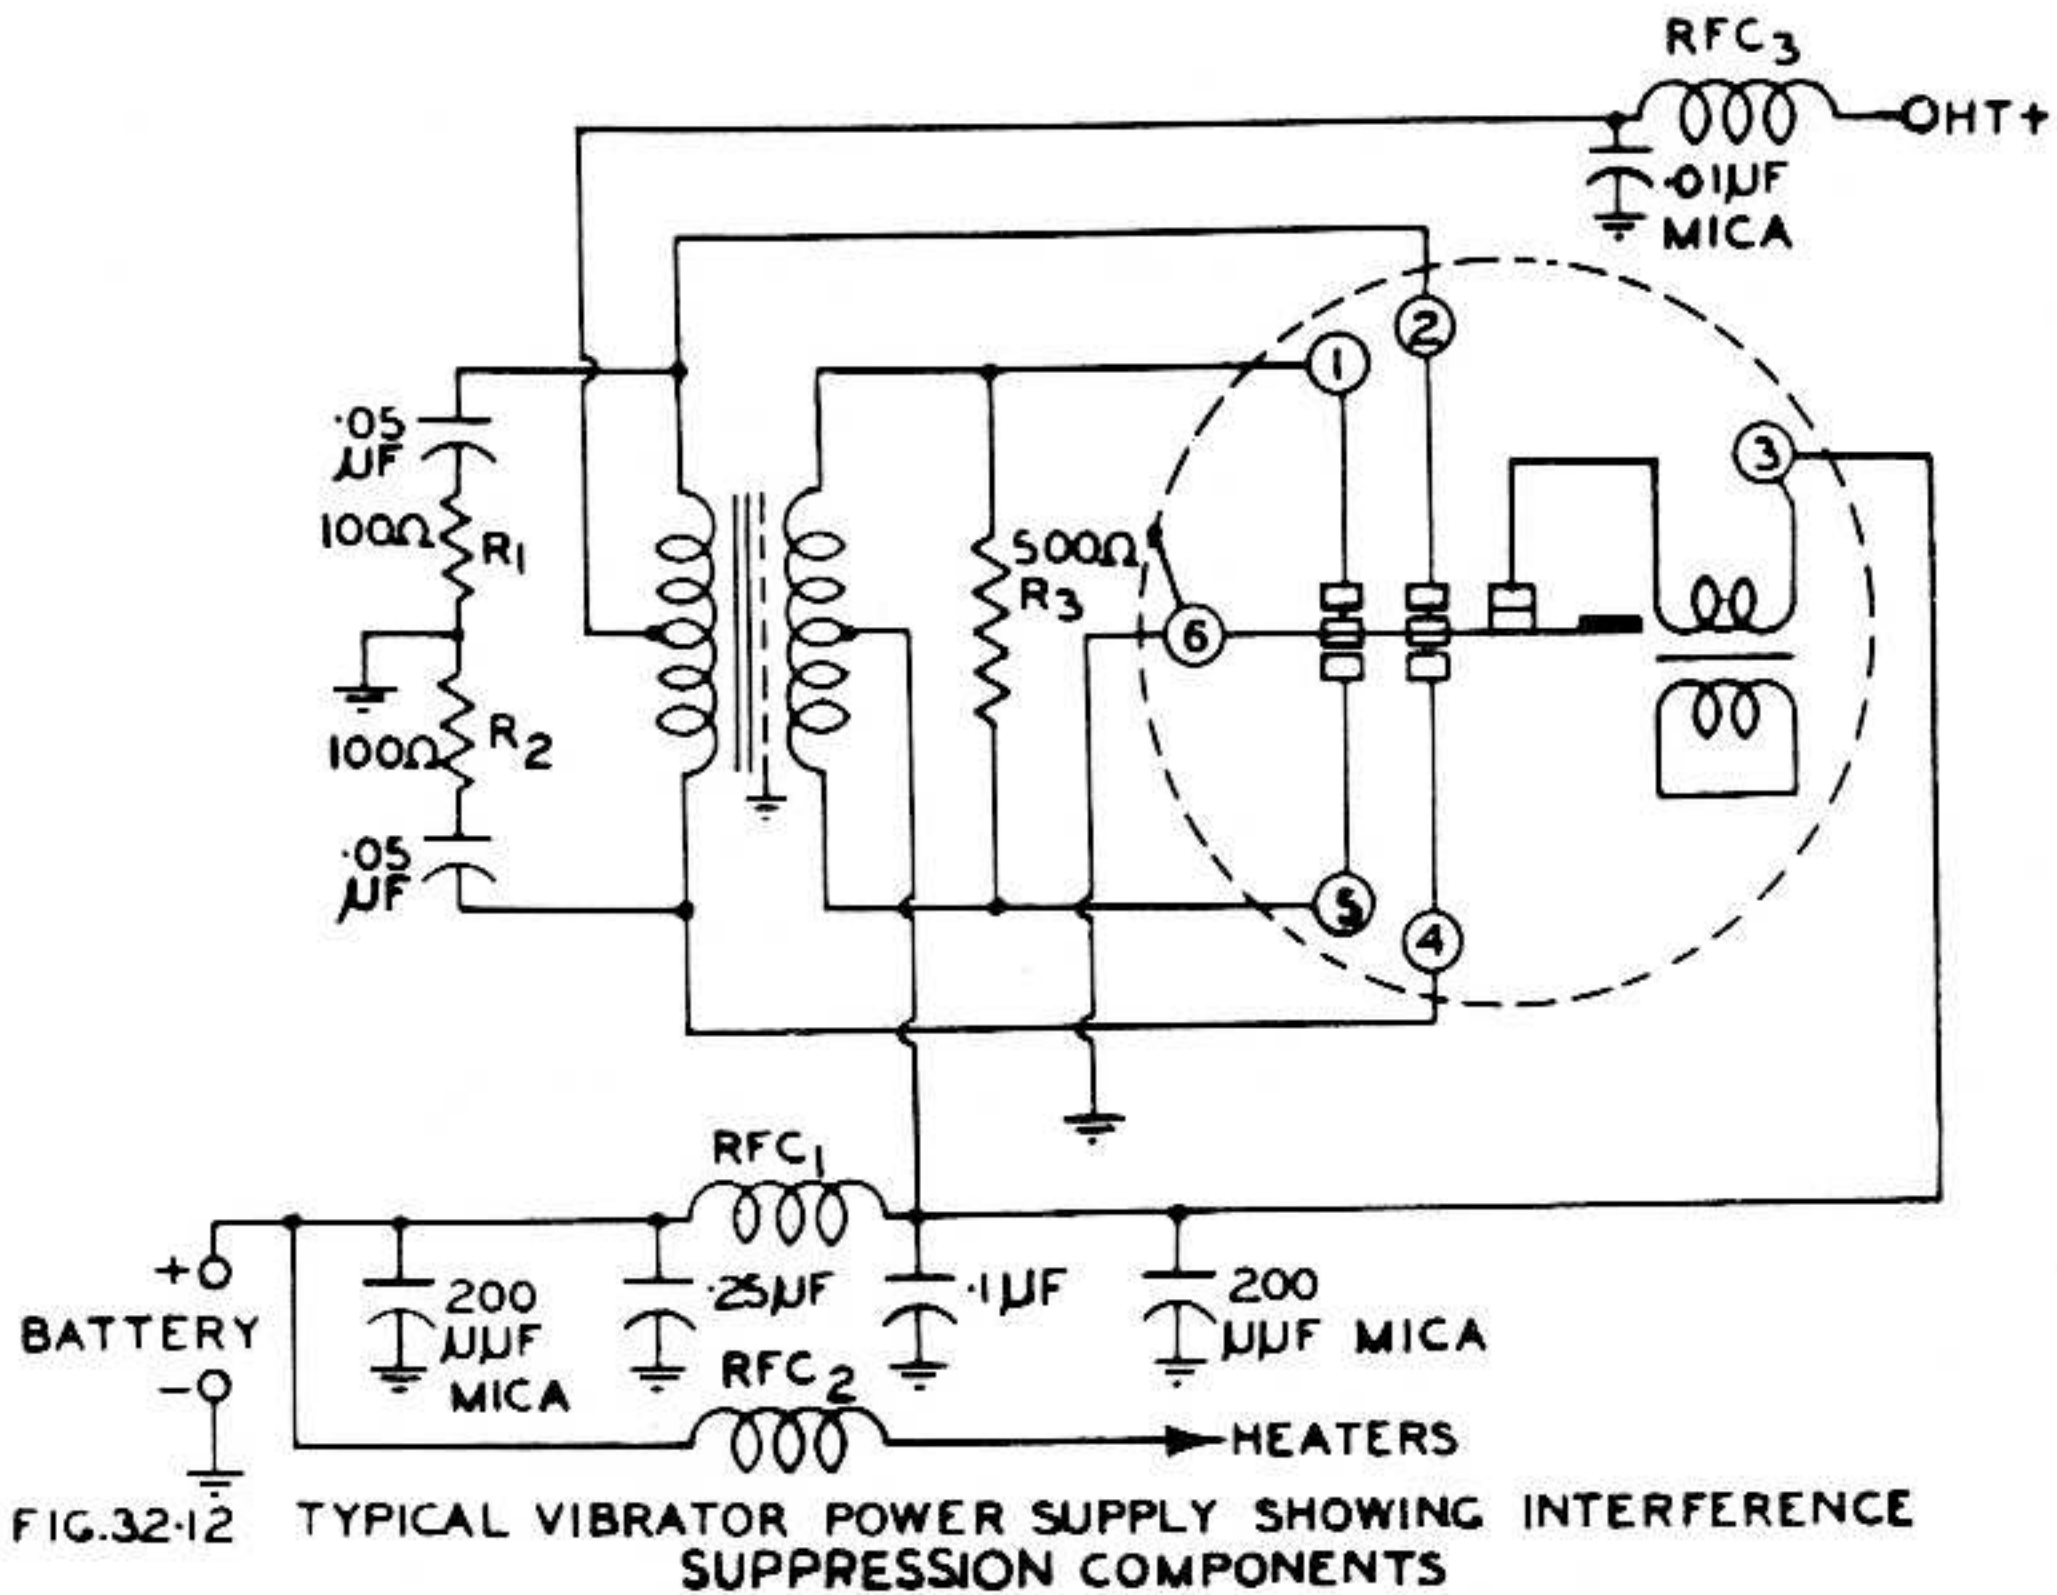 RFC3
HT+
.01µF
MICA
2
1
3
.05
µF
100Ω
R1
500Ω
R3
6
R2
100Ω
.05
µF
5
4
RFC1
+
BATTERY
-
200
µµF
MICA
.25µF
.1µF
200
µµF MICA
RFC2
HEATERS
FIG.32.12 TYPICAL VIBRATOR POWER SUPPLY SHOWING INTERFERENCE
SUPPRESSION COMPONENTS